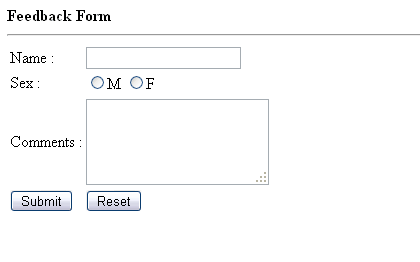 Feedback Form
Name :
Sex : M F
Comments :
Submit Reset